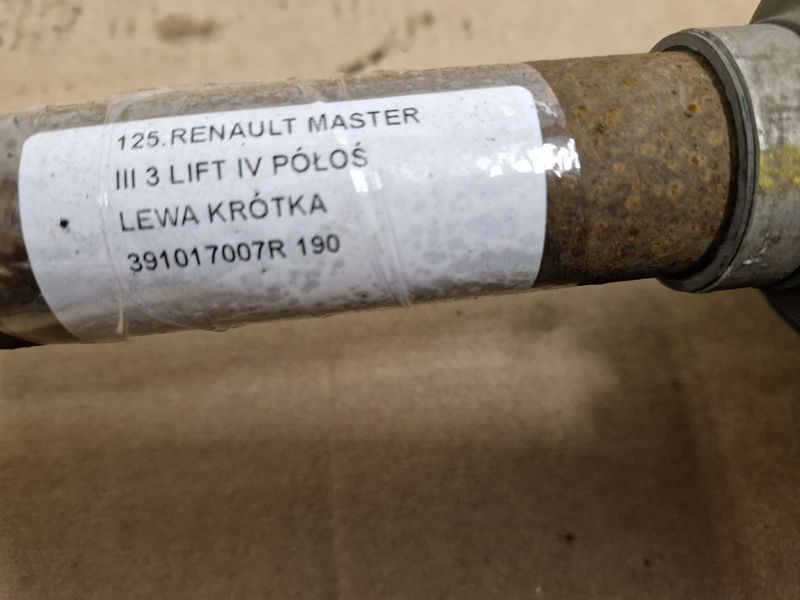 125.RENAULT MASTER
III 3 LIFT IV PÓŁOŚ
LEWA KRÓTKA
391017007R 190